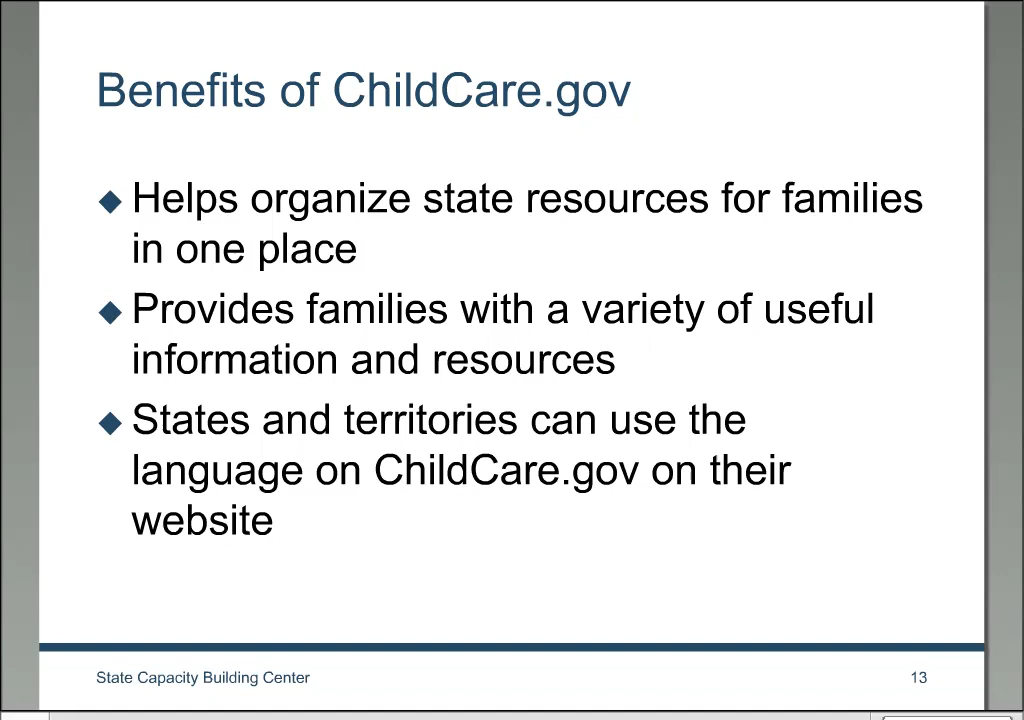 Benefits of ChildCare.gov
Helps organize state resources for families
in one place
Provides families with a variety of useful
information and resources
States and territories can use the
language on ChildCare.gov on their
website
State Capacity Building Center
13